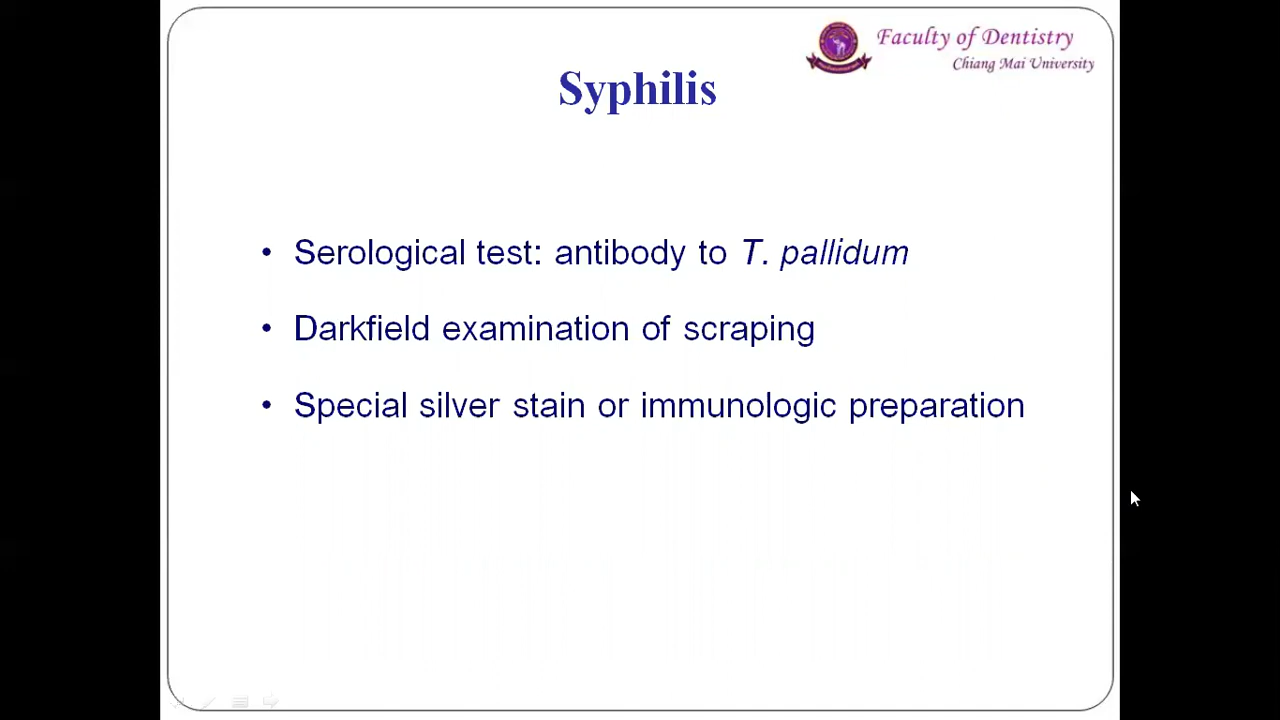 Faculty of Dentistry
Chiang Mai University
Syphilis
• Serological test: antibody to T. pallidum
• Darkfield examination of scraping
• Special silver stain or immunologic preparation